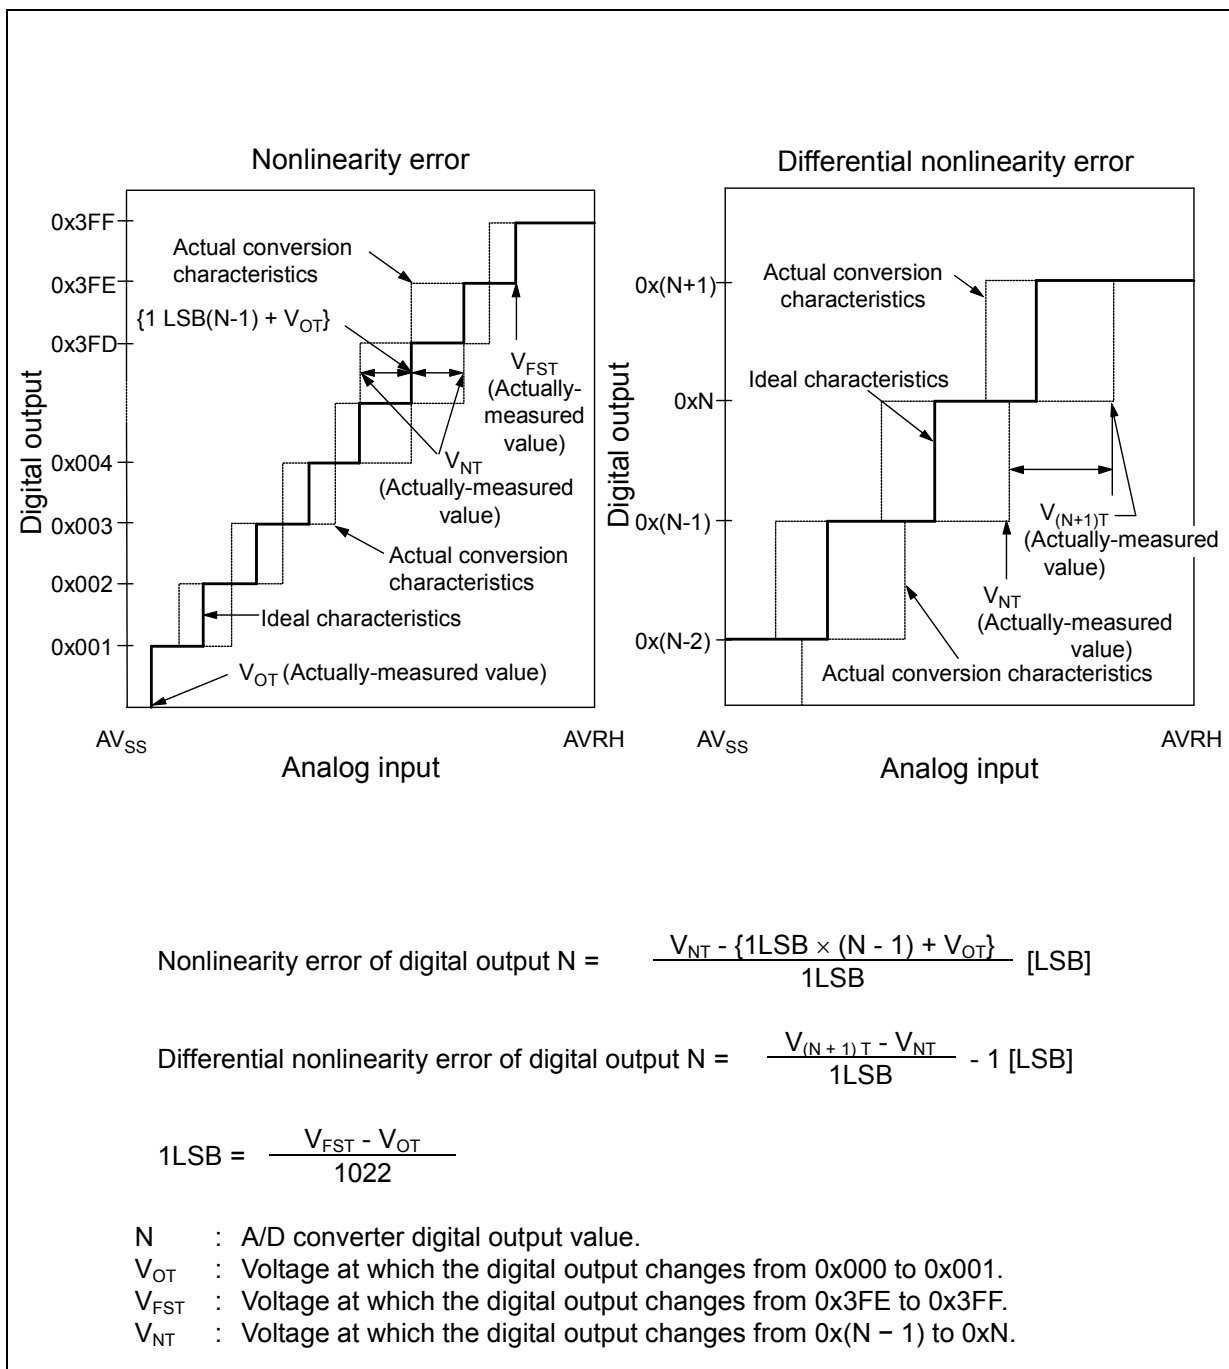 Nonlinearity error
0x3FF
0x3FE
0x3FD
0x004
0x003
0x002
0x001
Digital output
Actual conversion
characteristics
{1 LSB(N-1) + VOT}
VFST
(Actually-
measured
value)
VNT
(Actually-measured
value)
Actual conversion
characteristics
Ideal characteristics
VOT (Actually-measured value)
AVSS
AVRH
Analog input
Differential nonlinearity error
0x(N+1)
0xN
0x(N-1)
0x(N-2)
Digital output
Actual conversion
characteristics
Ideal characteristics
V(N+1)T
(Actually-measured
value)
VNT
(Actually-measured
value)
Actual conversion characteristics
AVSS
AVRH
Analog input
Nonlinearity error of digital output N = VNT - {1LSB × (N - 1) + VOT} / 1LSB [LSB]
Differential nonlinearity error of digital output N = V(N + 1) T - VNT / 1LSB - 1 [LSB]
1LSB = VFST - VOT / 1022
N : A/D converter digital output value.
VOT : Voltage at which the digital output changes from 0x000 to 0x001.
VFST : Voltage at which the digital output changes from 0x3FE to 0x3FF.
VNT : Voltage at which the digital output changes from 0x(N − 1) to 0xN.